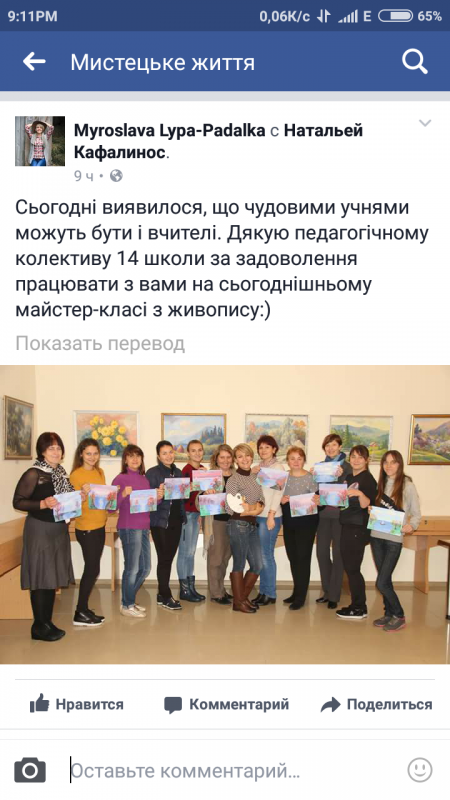 9:11PM 0,06К/с E 65%
Мистецьке життя
Myroslava Lypa-Padalka с Натальей
Кафалинос.
9 ч
Сьогодні виявилося, що чудовими учнями
можуть бути і вчителі. Дякую педагогічному
колективу 14 школи за задоволення
працювати з вами на сьогоднішньому
майстер-класі з живопису:)
Показать перевод
Нравится Комментарий Поделиться
Оставьте комментарий...